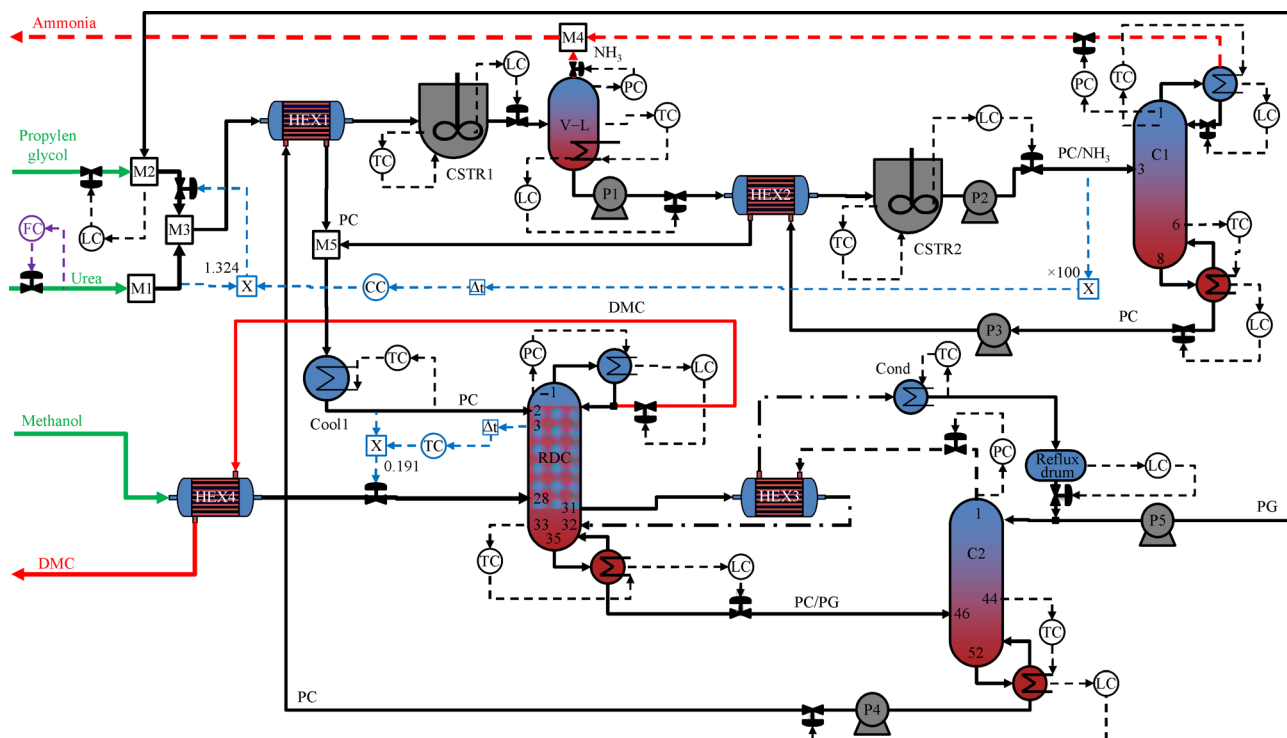 Ammonia
M4
NH3
LC
PC
TC
PC
TC
LC
HEX1
TC
CSTR1
V–L
TC
LC
P1
LC
PC/NH3
1
C1
3
6
TC
8
LC
Propylen
glycol
M2
M3
FC
LC
Urea
M1
1.324
X
CC
Δt
×100
X
PC
M5
HEX2
TC
CSTR2
P2
PC
P3
DMC
Cool1
TC
PC
PC
LC
1
2
3
RDC
28
31
33
32
35
Δt
TC
X
0.191
Methanol
HEX4
DMC
TC
LC
HEX3
PC/PG
Cond
TC
PC
Reflux
drum
LC
P5
PG
1
C2
44
46
52
TC
LC
PC
P4